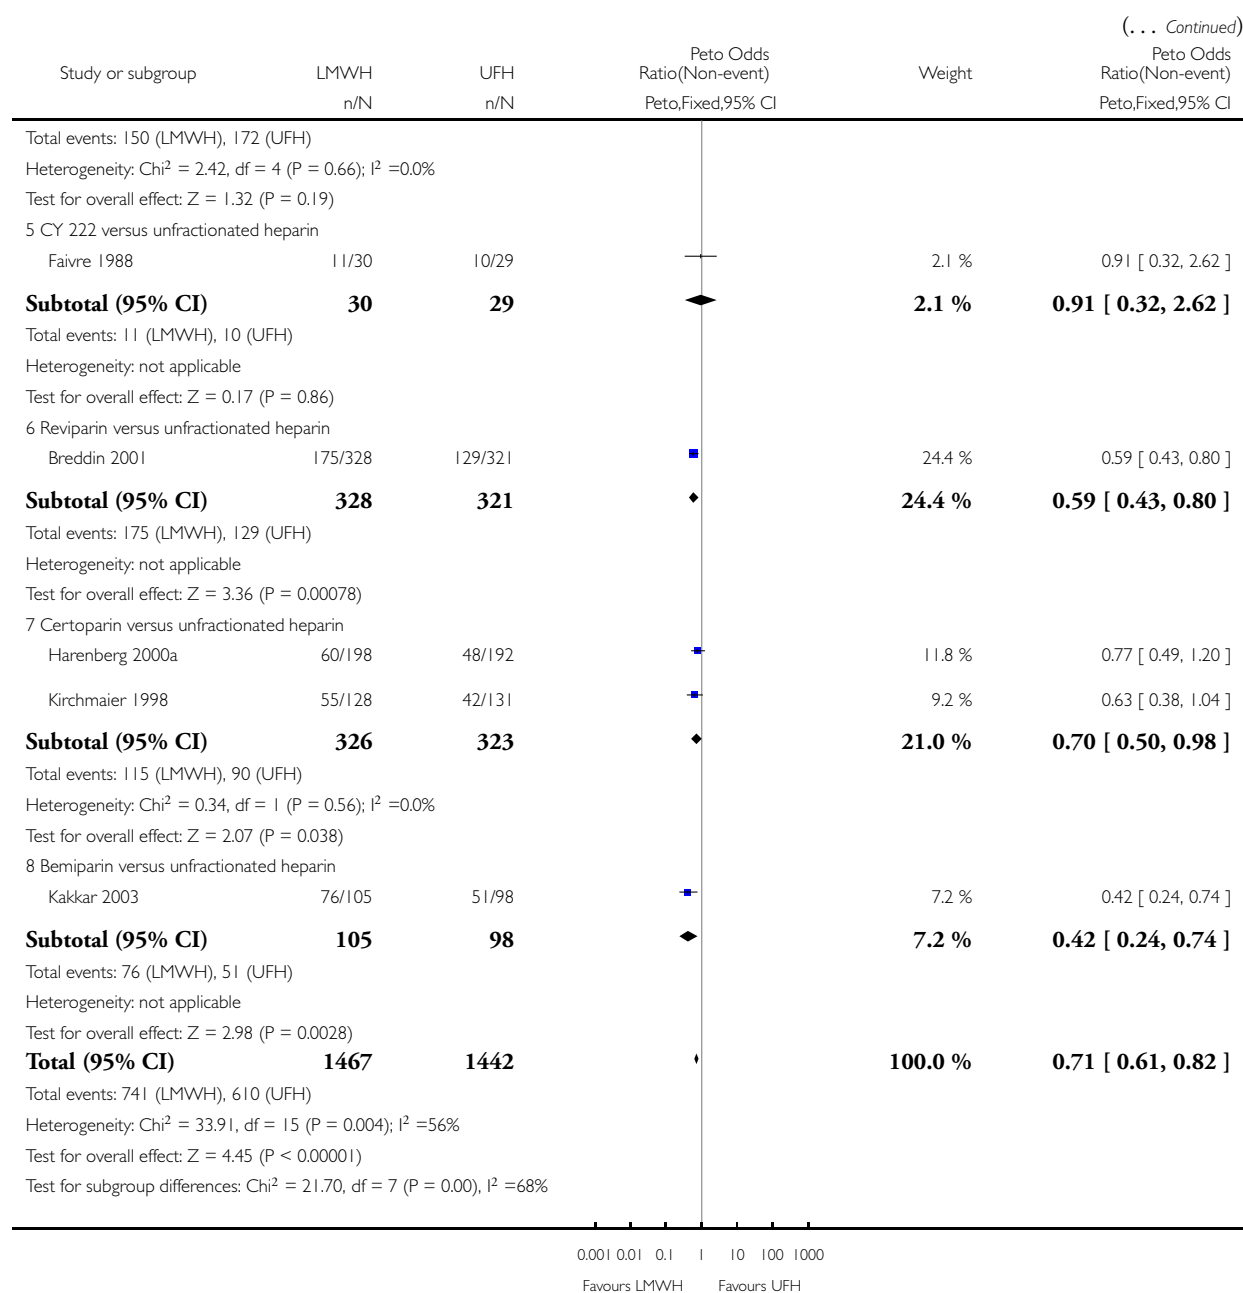 (... Continued)
Study or subgroup LMWH UFH Peto Odds Ratio(Non-event) Weight Peto Odds Ratio(Non-event)
n/N n/N Peto,Fixed,95% CI Peto,Fixed,95% CI
Total events: 150 (LMWH), 172 (UFH)
Heterogeneity: Chi² = 2.42, df = 4 (P = 0.66); I² =0.0%
Test for overall effect: Z = 1.32 (P = 0.19)
5 CY 222 versus unfractionated heparin
Faivre 1988 11/30 10/29 2.1 % 0.91 [ 0.32, 2.62 ]
Subtotal (95% CI) 30 29 2.1 % 0.91 [ 0.32, 2.62 ]
Total events: 11 (LMWH), 10 (UFH)
Heterogeneity: not applicable
Test for overall effect: Z = 0.17 (P = 0.86)
6 Reviparin versus unfractionated heparin
Breddin 2001 175/328 129/321 24.4 % 0.59 [ 0.43, 0.80 ]
Subtotal (95% CI) 328 321 24.4 % 0.59 [ 0.43, 0.80 ]
Total events: 175 (LMWH), 129 (UFH)
Heterogeneity: not applicable
Test for overall effect: Z = 3.36 (P = 0.00078)
7 Certoparin versus unfractionated heparin
Harenberg 2000a 60/198 48/192 11.8 % 0.77 [ 0.49, 1.20 ]
Kirchmaier 1998 55/128 42/131 9.2 % 0.63 [ 0.38, 1.04 ]
Subtotal (95% CI) 326 323 21.0 % 0.70 [ 0.50, 0.98 ]
Total events: 115 (LMWH), 90 (UFH)
Heterogeneity: Chi² = 0.34, df = 1 (P = 0.56); I² =0.0%
Test for overall effect: Z = 2.07 (P = 0.038)
8 Bemiparin versus unfractionated heparin
Kakkar 2003 76/105 51/98 7.2 % 0.42 [ 0.24, 0.74 ]
Subtotal (95% CI) 105 98 7.2 % 0.42 [ 0.24, 0.74 ]
Total events: 76 (LMWH), 51 (UFH)
Heterogeneity: not applicable
Test for overall effect: Z = 2.98 (P = 0.0028)
Total (95% CI) 1467 1442 100.0 % 0.71 [ 0.61, 0.82 ]
Total events: 741 (LMWH), 610 (UFH)
Heterogeneity: Chi² = 33.91, df = 15 (P = 0.004); I² =56%
Test for overall effect: Z = 4.45 (P < 0.00001)
Test for subgroup differences: Chi² = 21.70, df = 7 (P = 0.00), I² =68%
0.001 0.01 0.1 1 10 100 1000
Favours LMWH Favours UFH